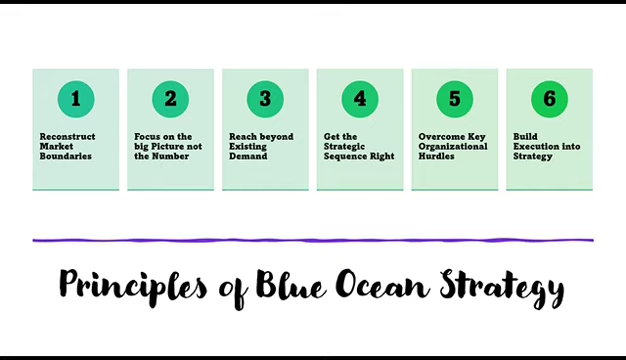 1
Reconstruct
Market
Boundaries
2
Focus on the
big Picture not
the Number
3
Reach beyond
Existing
Demand
4
Get the
Strategic
Sequence Right
5
Overcome Key
Organizational
Hurdles
6
Build
Execution into
Strategy
Principles of Blue Ocean Strategy